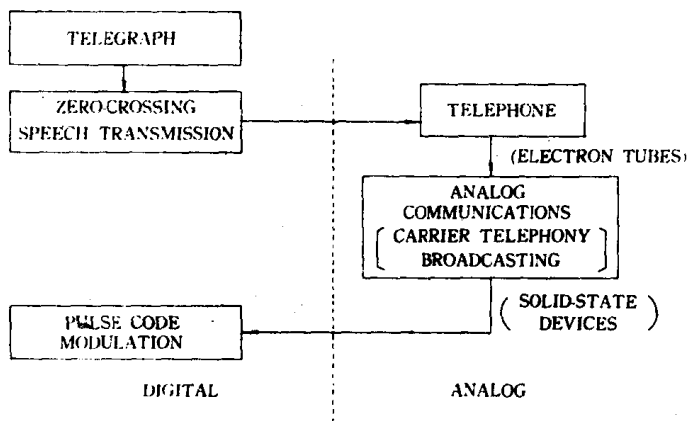 TELEGRAPH
ZERO-CROSSING
SPEECH TRANSMISSION
TELEPHONE
(ELECTRON TUBES)
ANALOG
COMMUNICATIONS
CARRIER TELEPHONY
BROADCASTING
(SOLID-STATE
DEVICES)
PULSE CODE
MODULATION
DIGITAL
ANALOG